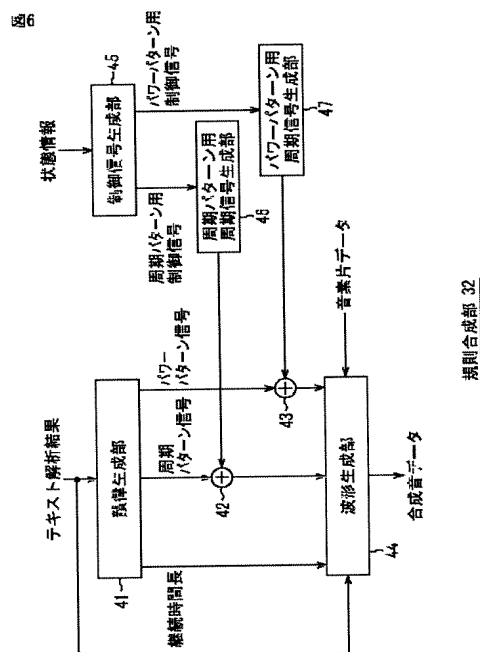 図6
状態情報
45
制御信号生成部
パワーパターン用
制御信号
周期パターン用
制御信号
パワーパターン用
周期信号生成部
47
周期パターン用
周期信号生成部
46
テキスト解析結果
韻律生成部
41
継続時間長
周期
パターン信号
パワー
パターン信号
42
43
音素片データ
波形生成部
44
合成音データ
規則合成部 32